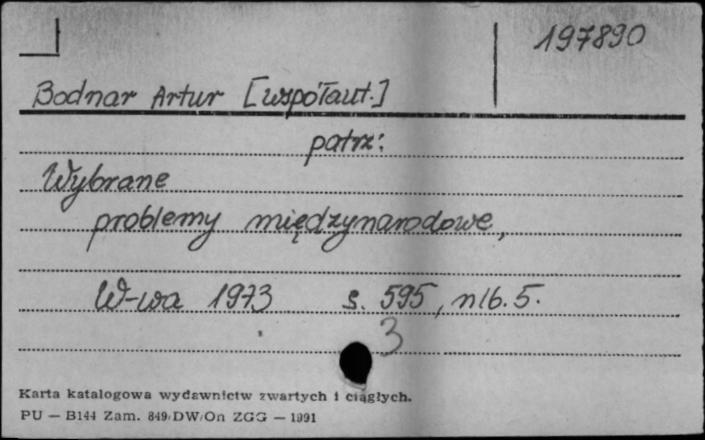 197890
Bodnar Artur [współaut.]
patrz:
Wybrane
problemy międzynarodowe,
W-wa 1973 s. 595, nlb. 5.
3
Karta katalogowa wydawnictw zwartych i ciągłych.
PU — B144 Zam. 849/DW/On ZGG — 1991